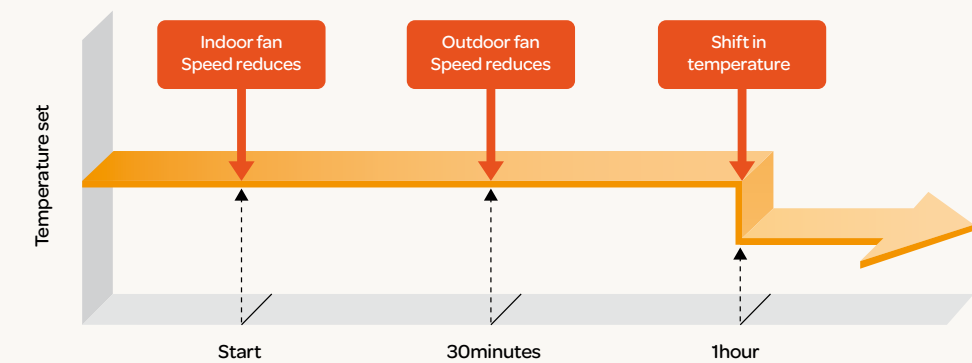 Indoor fan
Speed reduces
Outdoor fan
Speed reduces
Shift in
temperature
Temperature set
Start
30minutes
1hour